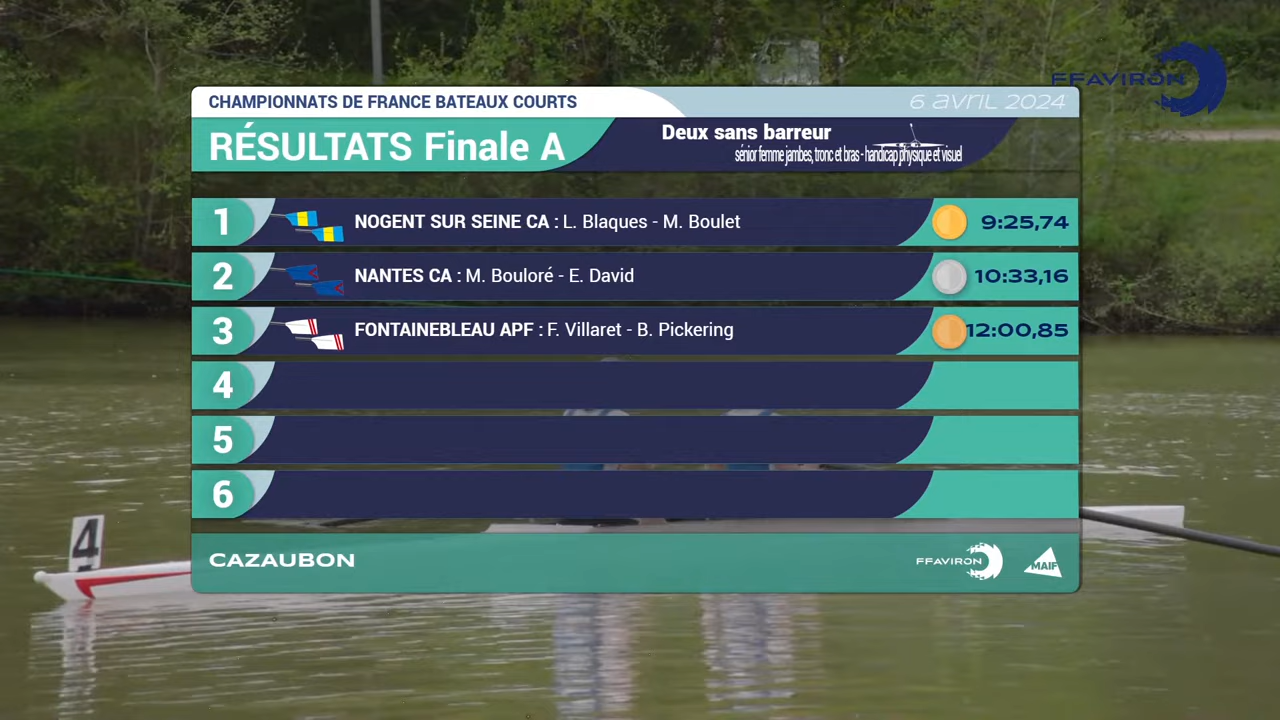 FFAVIRON
CHAMPIONNATS DE FRANCE BATEAUX COURTS
6 avril 2024
RÉSULTATS Finale A
Deux sans barreur
sénior femme jambes, tronc et bras - handicap physique et visuel
1 NOGENT SUR SEINE CA : L. Blaques - M. Boulet 9:25,74
2 NANTES CA : M. Bouloré - E. David 10:33,16
3 FONTAINEBLEAU APF : F. Villaret - B. Pickering 12:00,85
4
5
6
4
CAZAUBON
FFAVIRON
MAIF